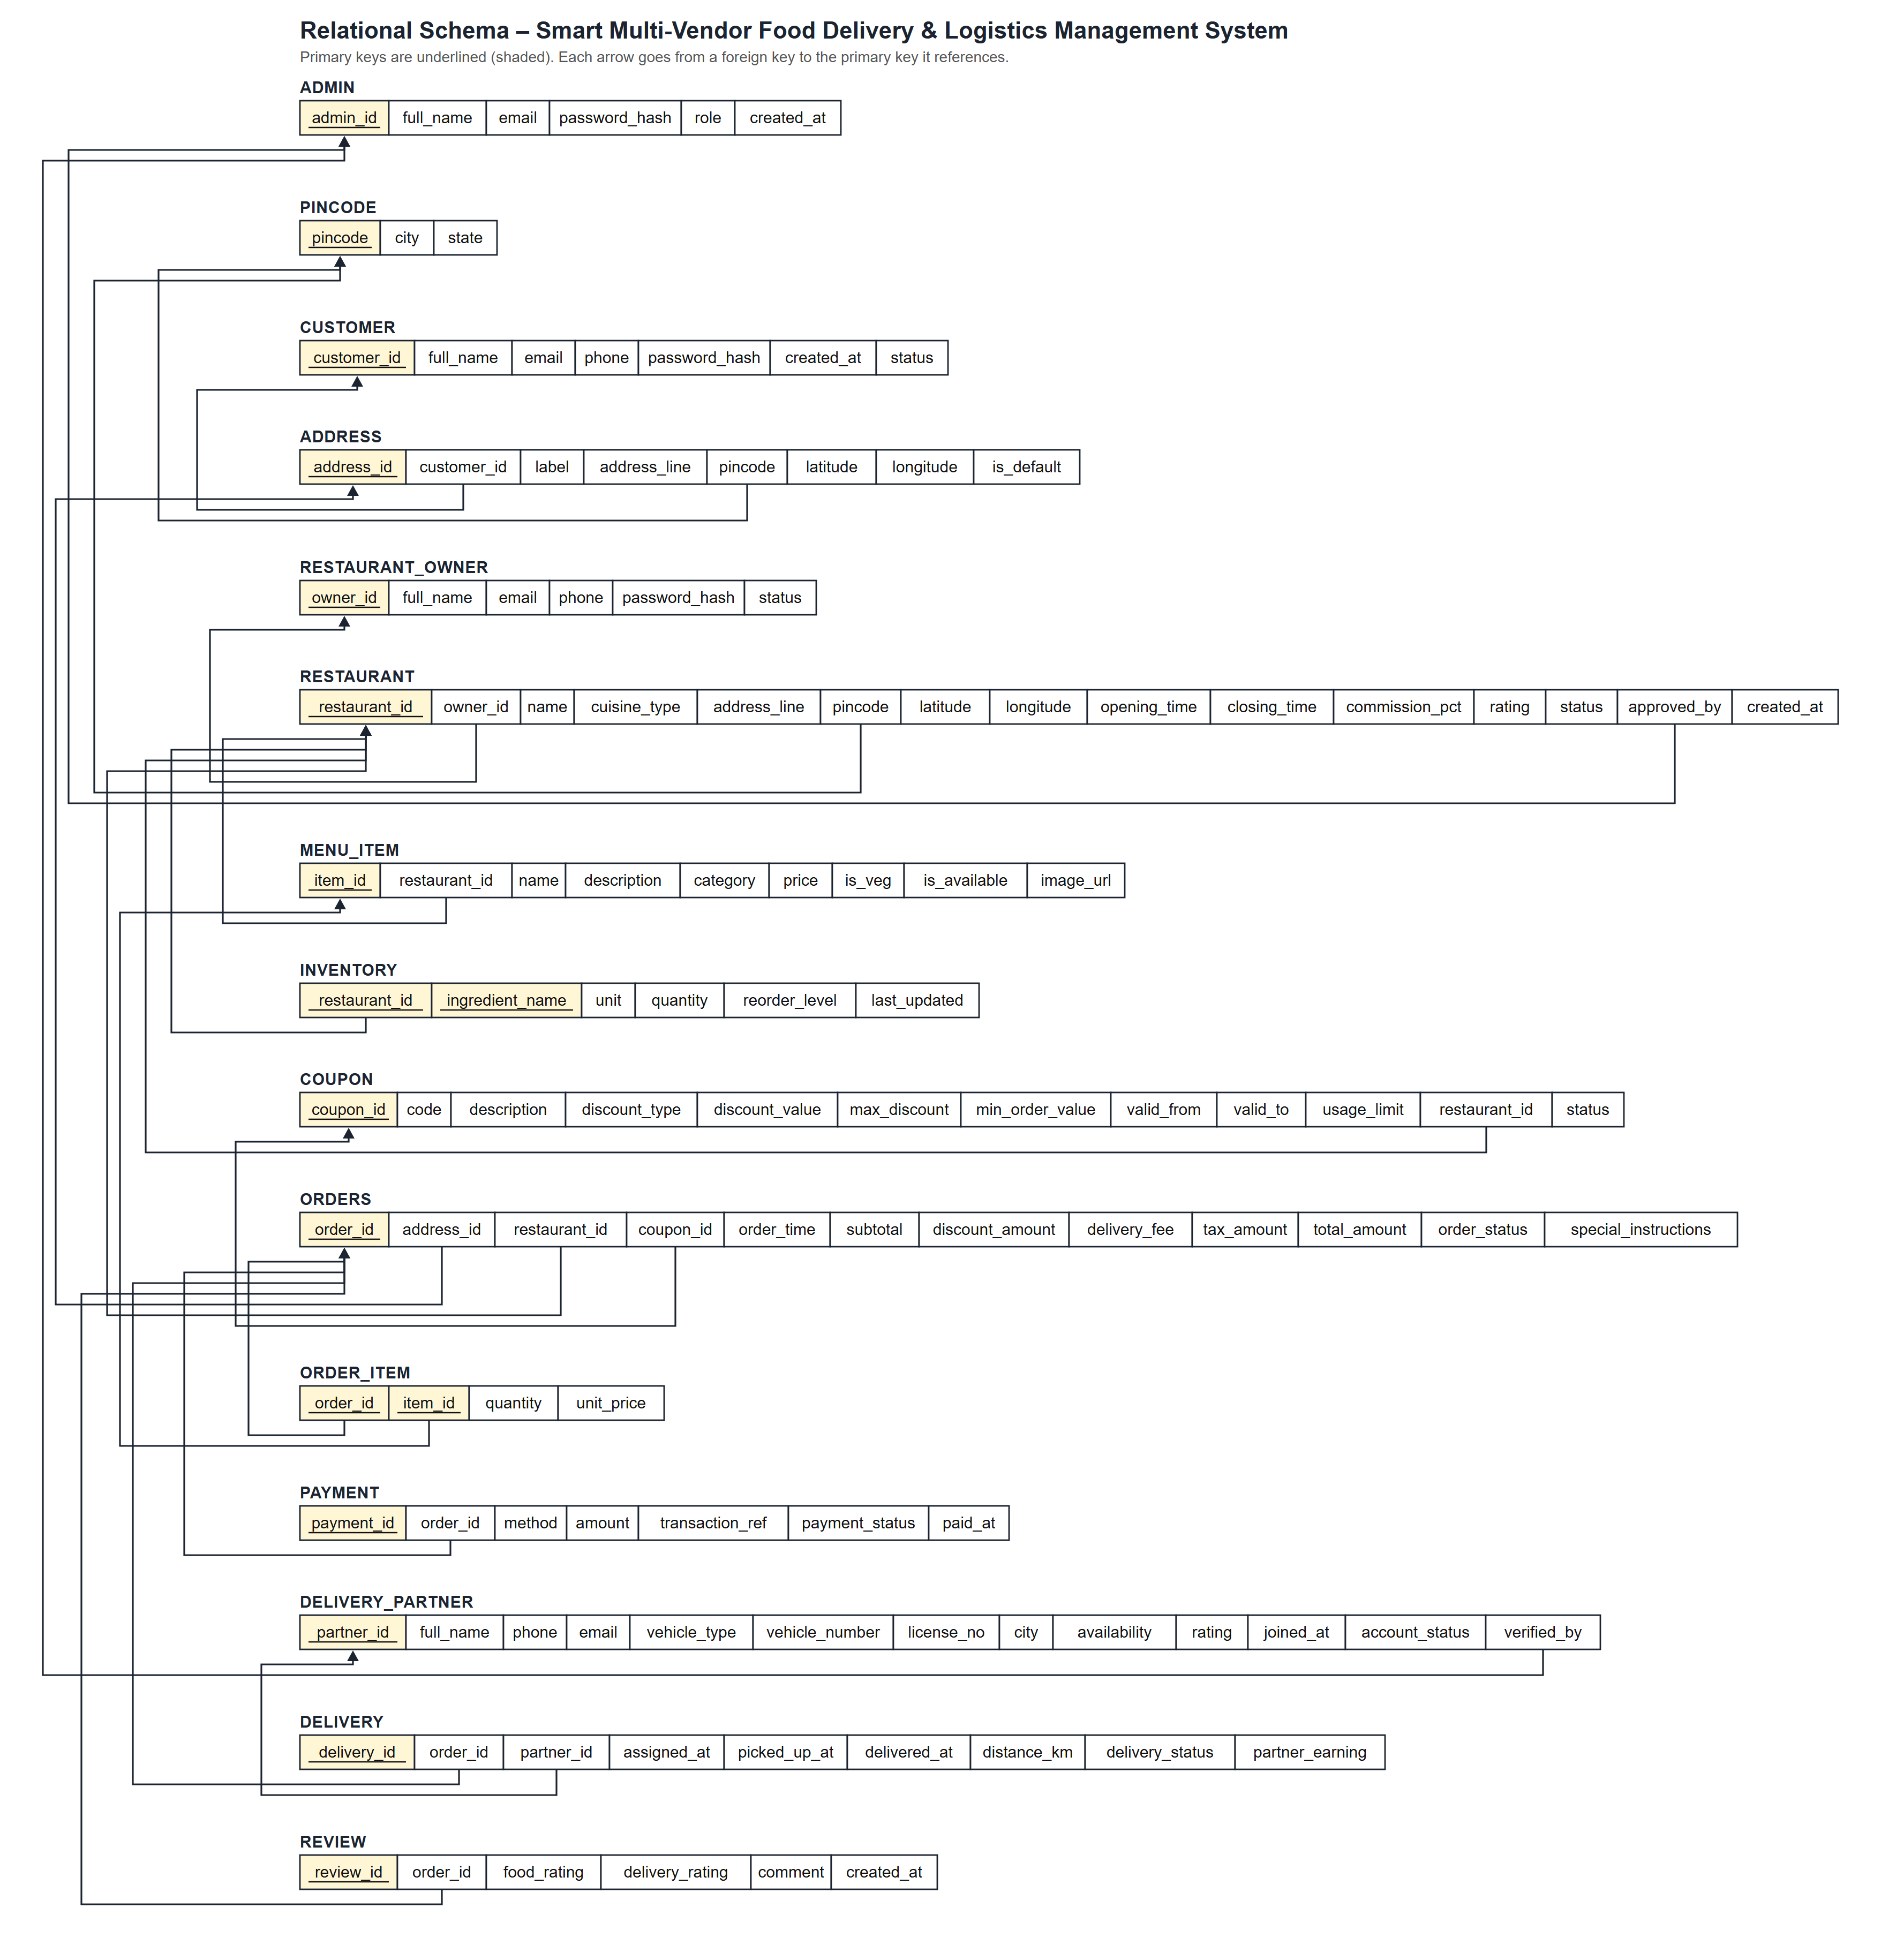 Relational Schema – Smart Multi-Vendor Food Delivery & Logistics Management System
Primary keys are underlined (shaded). Each arrow goes from a foreign key to the primary key it references.
ADMIN
admin_id full_name email password_hash role created_at
PINCODE
pincode city state
CUSTOMER
customer_id full_name email phone password_hash created_at status
ADDRESS
address_id customer_id label address_line pincode latitude longitude is_default
RESTAURANT_OWNER
owner_id full_name email phone password_hash status
RESTAURANT
restaurant_id owner_id name cuisine_type address_line pincode latitude longitude opening_time closing_time commission_pct rating status approved_by created_at
MENU_ITEM
item_id restaurant_id name description category price is_veg is_available image_url
INVENTORY
restaurant_id ingredient_name unit quantity reorder_level last_updated
COUPON
coupon_id code description discount_type discount_value max_discount min_order_value valid_from valid_to usage_limit restaurant_id status
ORDERS
order_id address_id restaurant_id coupon_id order_time subtotal discount_amount delivery_fee tax_amount total_amount order_status special_instructions
ORDER_ITEM
order_id item_id quantity unit_price
PAYMENT
payment_id order_id method amount transaction_ref payment_status paid_at
DELIVERY_PARTNER
partner_id full_name phone email vehicle_type vehicle_number license_no city availability rating joined_at account_status verified_by
DELIVERY
delivery_id order_id partner_id assigned_at picked_up_at delivered_at distance_km delivery_status partner_earning
REVIEW
review_id order_id food_rating delivery_rating comment created_at